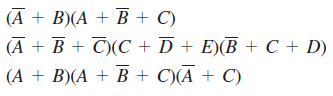 (A̅ + B)(A + B̅ + C)
(A̅ + B̅ + C̅)(C + D̅ + E)(B̅ + C + D)
(A + B)(A + B̅ + C)(A̅ + C)